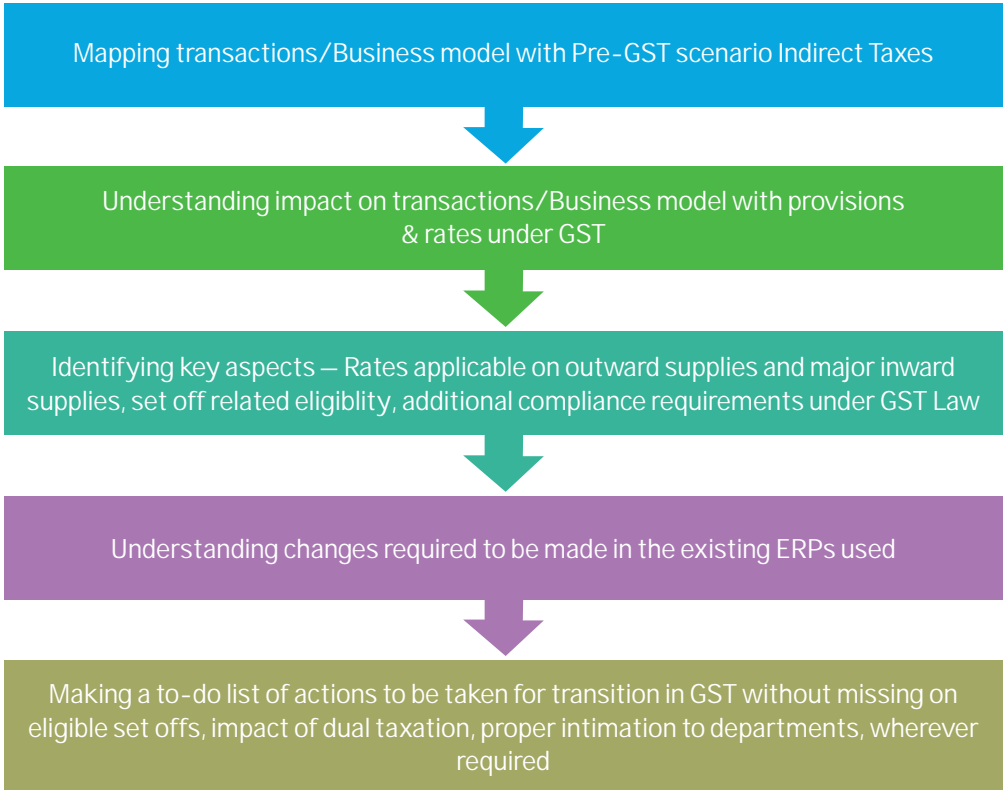 Mapping transactions/Business model with Pre-GST scenario Indirect Taxes
Understanding impact on transactions/Business model with provisions
& rates under GST
Identifying key aspects – Rates applicable on outward supplies and major inward
supplies, set off related eligiblity, additional compliance requirements under GST Law
Understanding changes required to be made in the existing ERPs used
Making a to-do list of actions to be taken for transition in GST without missing on
eligible set offs, impact of dual taxation, proper intimation to departments, wherever
required